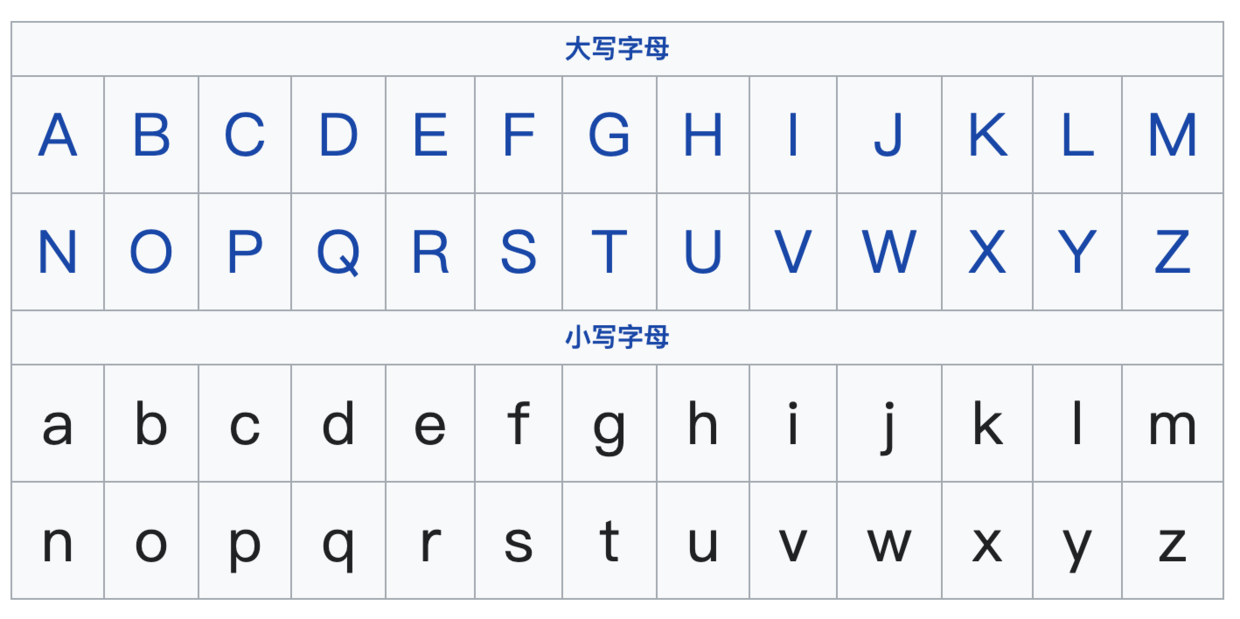 大写字母
A B C D E F G H I J K L M
N O P Q R S T U V W X Y Z
小写字母
a b c d e f g h i j k l m
n o p q r s t u v w x y z